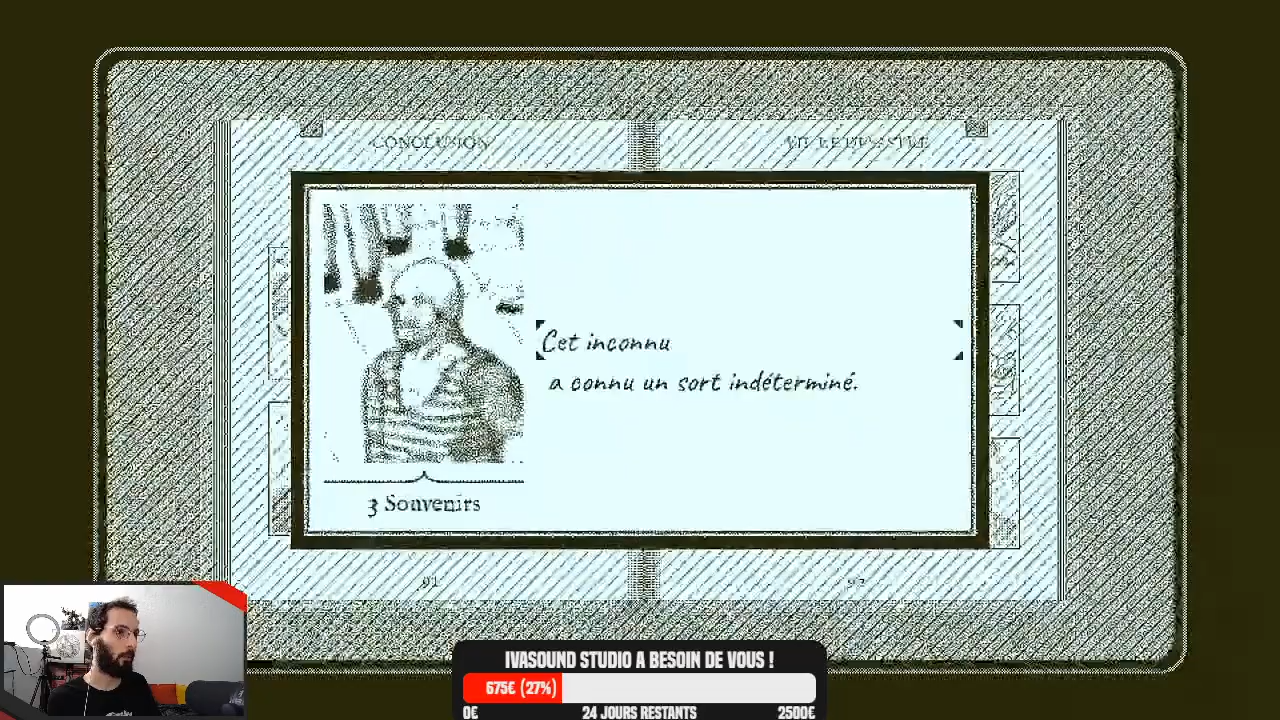 CONCLUSION
Cet inconnu
a connu un sort indéterminé.
3 Souvenirs
91
IVASOUND STUDIO A BESOIN DE VOUS !
675€ (27%)
0€ 24 JOURS RESTANTS 2500€